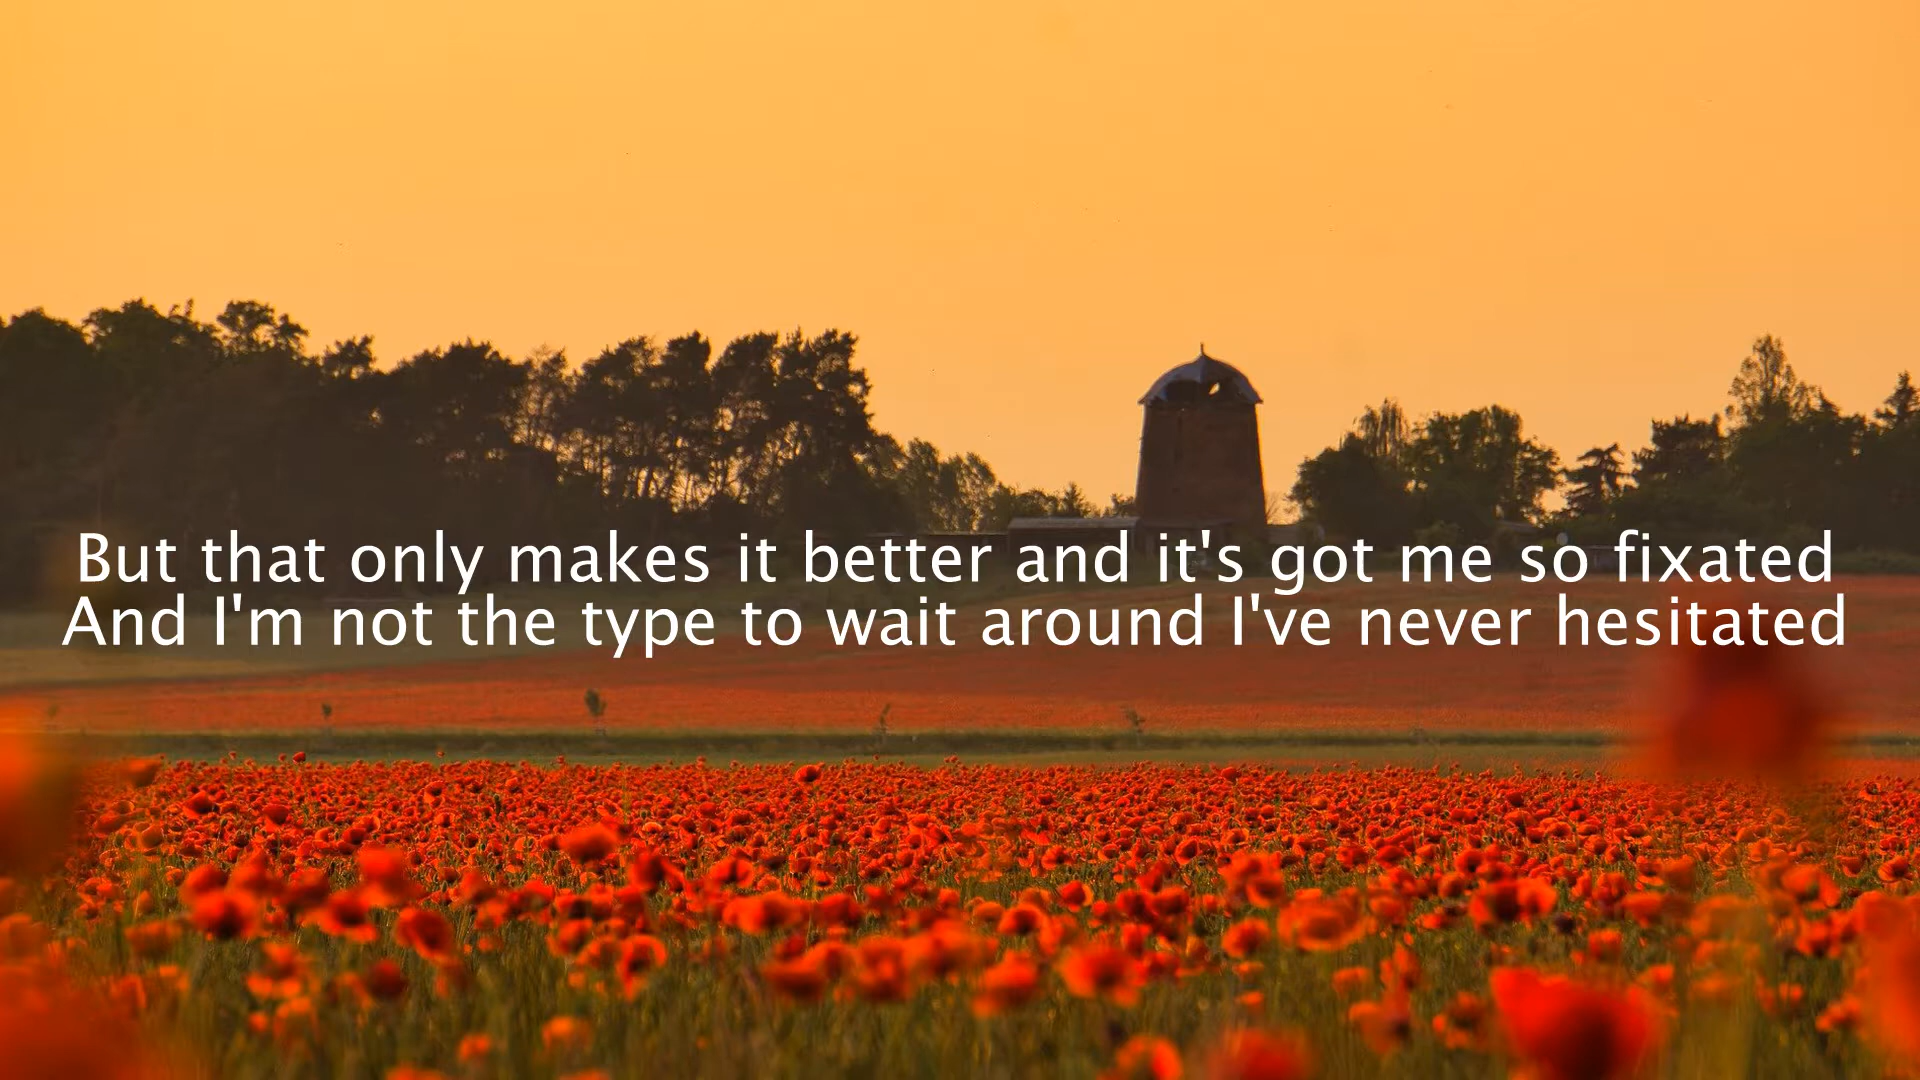 But that only makes it better and it's got me so fixated
And I'm not the type to wait around I've never hesitated